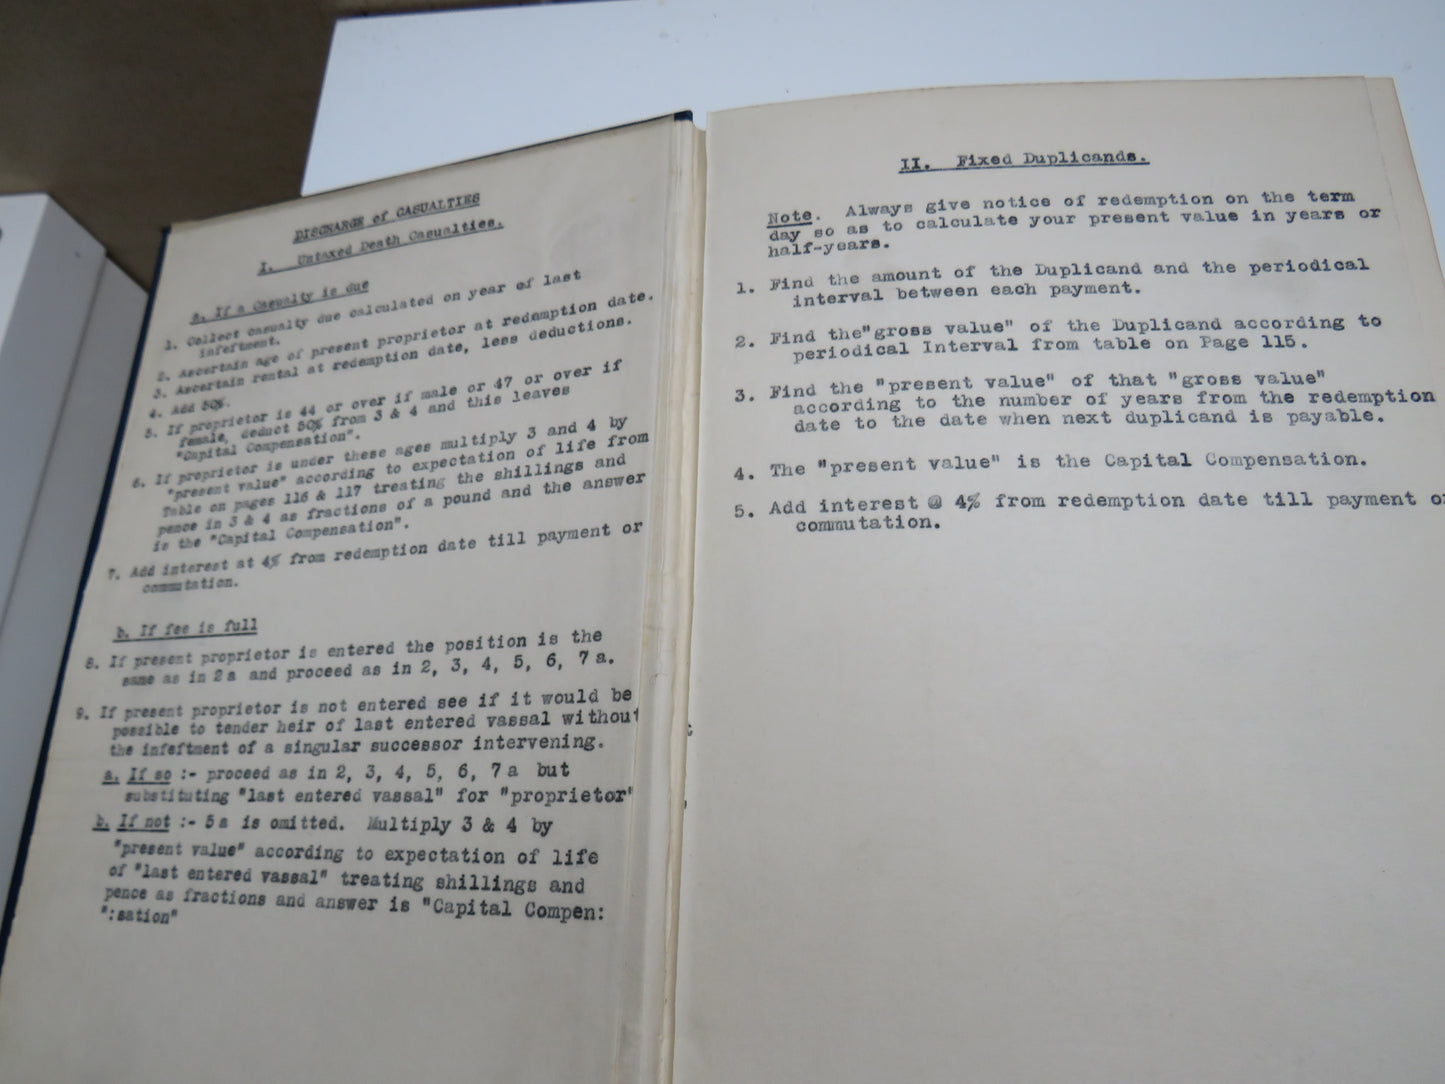 DISCHARGE of CASUALTIES
I. Untaxed Death Casualties.
a. If a Casualty is due
1. Collect casualty due calculated on year of last
infeftment.
2. Ascertain age of present proprietor at redemption date.
3. Ascertain rental at redemption date, less deductions.
4. Add 50%.
5. If proprietor is 44 or over if male or 47 or over if
female, deduct 50% from 3 & 4 and this leaves
"Capital Compensation".
6. If proprietor is under these ages multiply 3 and 4 by
"present value" according to expectation of life from
Table on pages 116 & 117 treating the shillings and
pence in 3 & 4 as fractions of a pound and the answer
is the "Capital Compensation".
7. Add interest at 4% from redemption date till payment or
commutation.
b. If fee is full
8. If present proprietor is entered the position is the
same as in 2a and proceed as in 2, 3, 4, 5, 6, 7a.
9. If present proprietor is not entered see if it would be
possible to tender heir of last entered vassal without
the infeftment of a singular successor intervening.
a. If so :- proceed as in 2, 3, 4, 5, 6, 7a but
substituting "last entered vassal" for "proprietor"
b. If not :- 5a is omitted. Multiply 3 & 4 by
"present value" according to expectation of life
of "last entered vassal" treating shillings and
pence as fractions and answer is "Capital Compen:
":sation"
II. Fixed Duplicands.
Note. Always give notice of redemption on the term
day so as to calculate your present value in years or
half-years.
1. Find the amount of the Duplicand and the periodical
interval between each payment.
2. Find the"gross value" of the Duplicand according to
periodical Interval from table on Page 115.
3. Find the "present value" of that "gross value"
according to the number of years from the redemption
date to the date when next duplicand is payable.
4. The "present value" is the Capital Compensation.
5. Add interest @ 4% from redemption date till payment o
commutation.